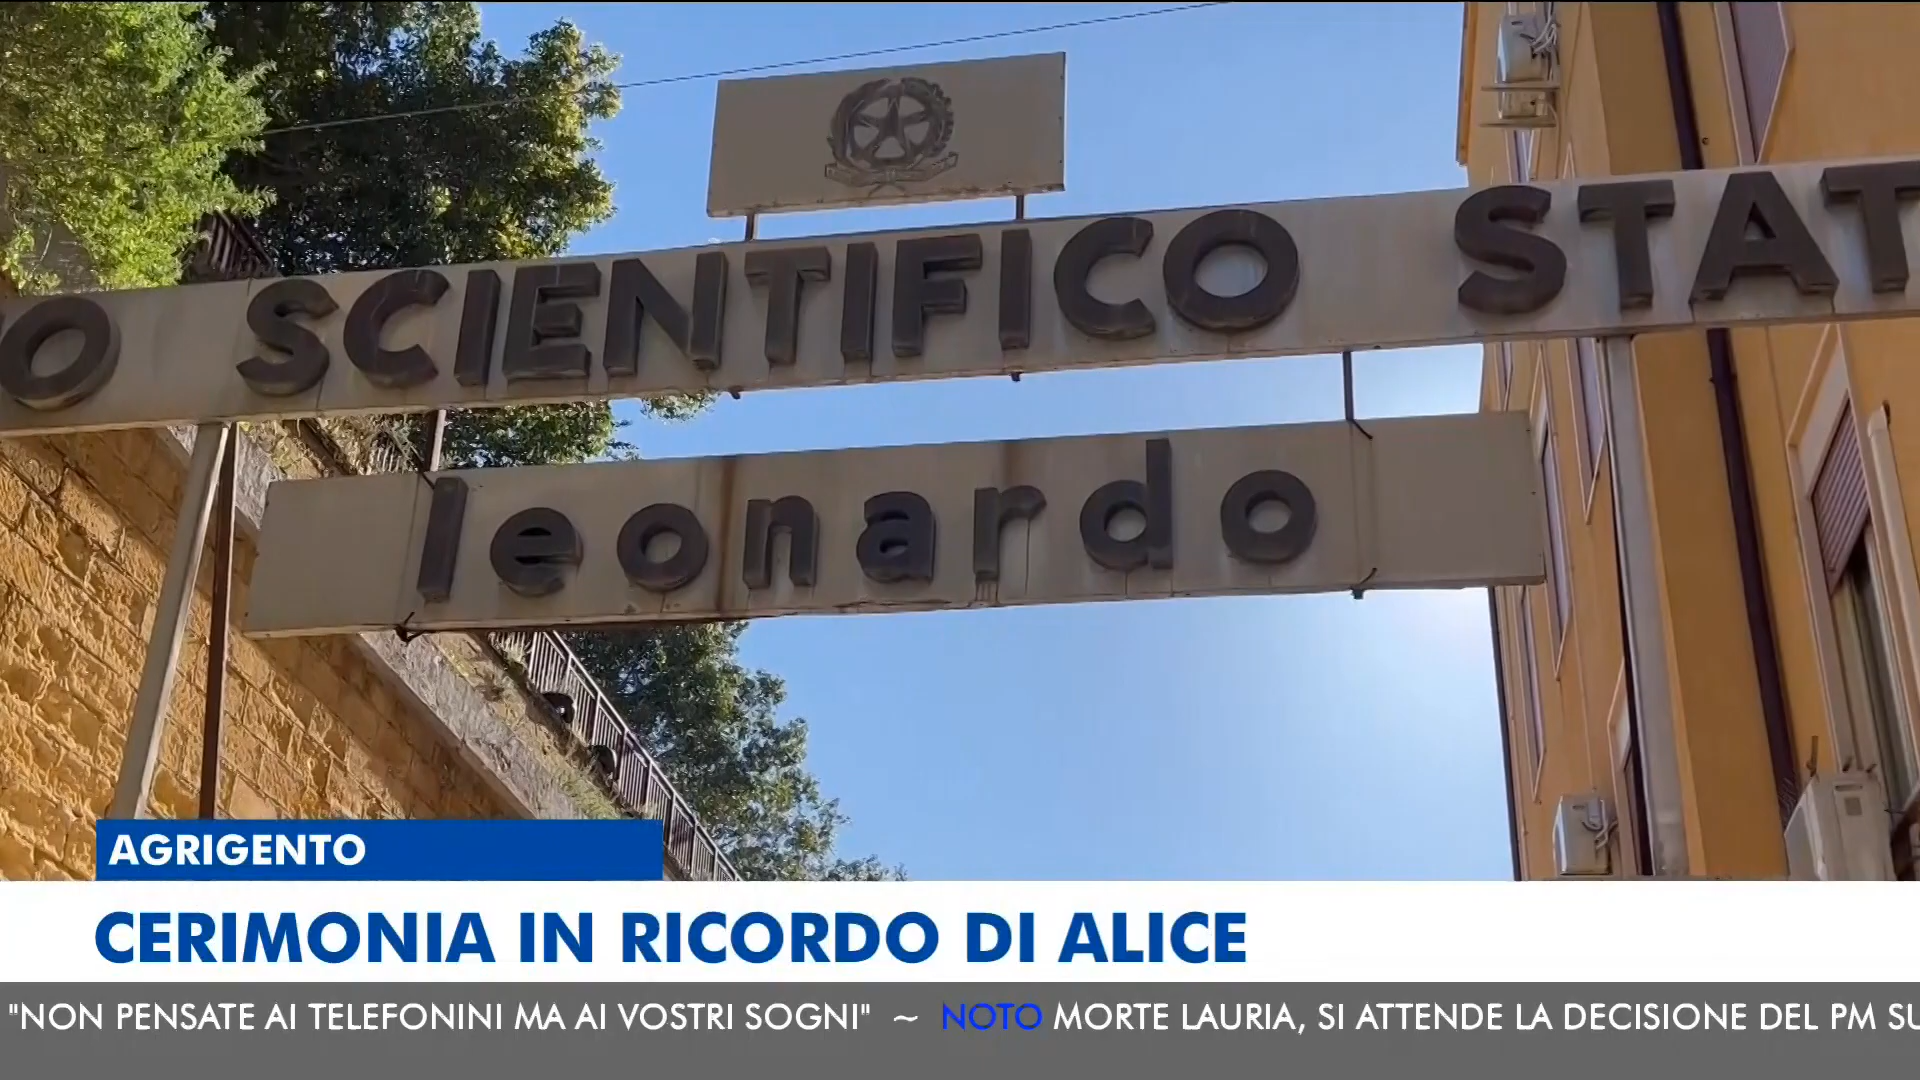 O SCIENTIFICO STAT
leonardo
AGRIGENTO
CERIMONIA IN RICORDO DI ALICE
"NON PENSATE AI TELEFONINI MA AI VOSTRI SOGNI" ~ NOTO MORTE LAURIA, SI ATTENDE LA DECISIONE DEL PM SU